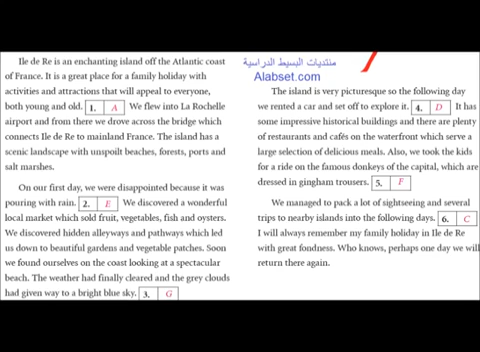 Ile de Re is an enchanting island off the Atlantic coast
of France. It is a great place for a family holiday with
activities and attractions that will appeal to everyone,
both young and old. 1. A We flew into La Rochelle
airport and from there we drove across the bridge which
connects Ile de Re to mainland France. The island has a
scenic landscape with unspoilt beaches, forests, ports and
salt marshes.
On our first day, we were disappointed because it was
pouring with rain. 2. E We discovered a wonderful
local market which sold fruit, vegetables, fish and oysters.
We discovered hidden alleyways and pathways which led
us down to beautiful gardens and vegetable patches. Soon
we found ourselves on the coast looking at a spectacular
beach. The weather had finally cleared and the grey clouds
had given way to a bright blue sky. 3. G
منتديات البسيط الدراسية
Alabset.com
The island is very picturesque so the following day
we rented a car and set off to explore it. 4. D It has
some impressive historical buildings and there are plenty
of restaurants and cafés on the waterfront which serve a
large selection of delicious meals. Also, we took the kids
for a ride on the famous donkeys of the capital, which are
dressed in gingham trousers. 5. F
We managed to pack a lot of sightseeing and several
trips to nearby islands into the following days. 6. C
I will always remember my family holiday in Ile de Re
with great fondness. Who knows, perhaps one day we will
return there again.